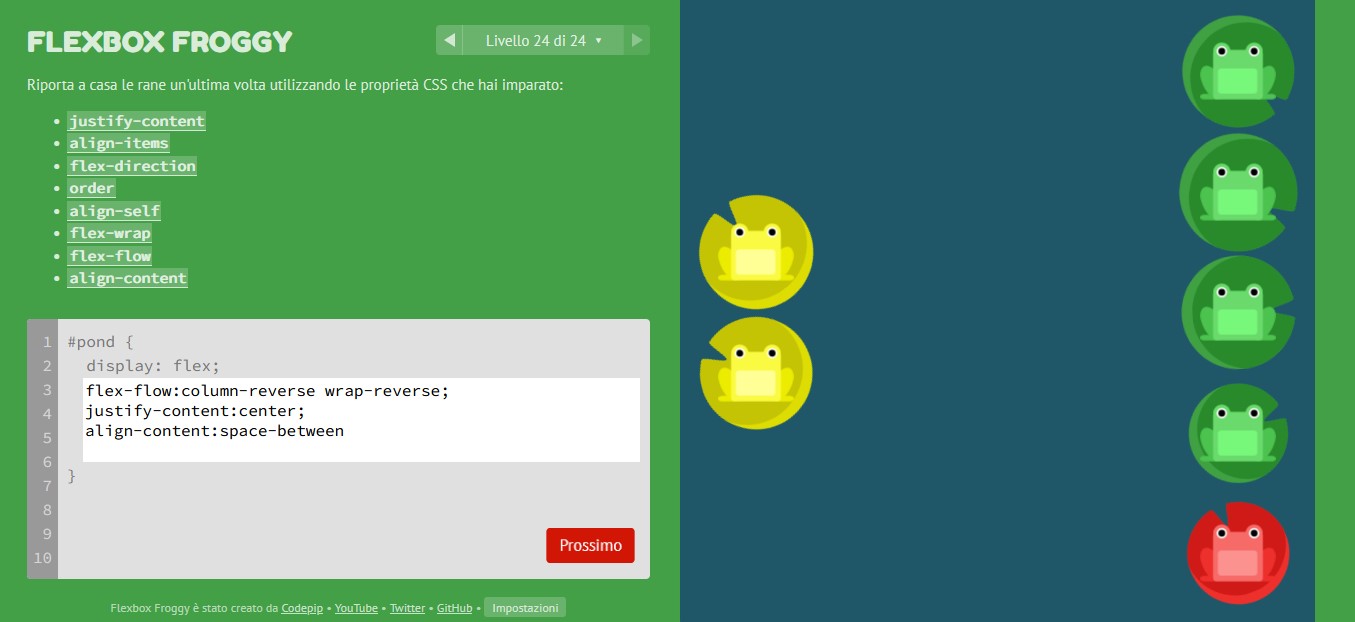 FLEXBOX FROGGY
◀ Livello 24 di 24 ▼ ▶
Riporta a casa le rane un'ultima volta utilizzando le proprietà CSS che hai imparato:
• justify-content
• align-items
• flex-direction
• order
• align-self
• flex-wrap
• flex-flow
• align-content
1 #pond {
2 display: flex;
3 flex-flow:column-reverse wrap-reverse;
4 justify-content:center;
5 align-content:space-between
6
7 }
8
9
10
Prossimo
Flexbox Froggy è stato creato da Codepip • YouTube • Twitter • GitHub • Impostazioni